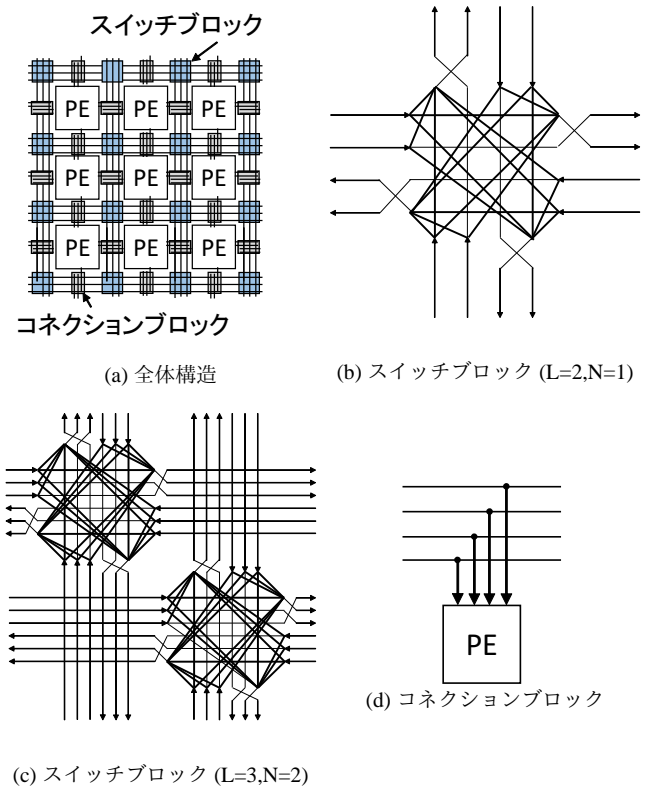 スイッチブロック
PE PE PE
PE PE PE
PE PE PE
コネクションブロック
(a) 全体構造
(b) スイッチブロック (L=2,N=1)
PE
(d) コネクションブロック
(c) スイッチブロック (L=3,N=2)